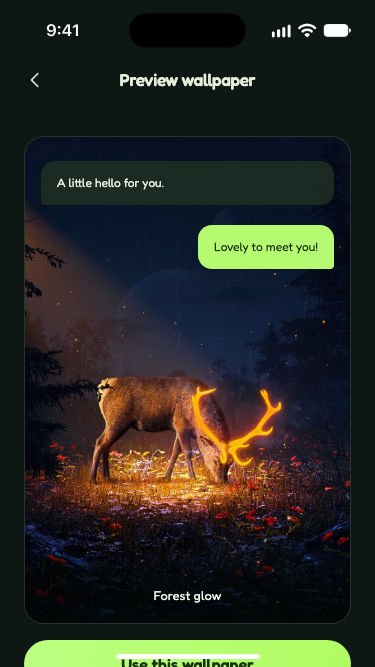 9:41
Preview wallpaper
A little hello for you.
Lovely to meet you!
Forest glow
Use this wallpaper